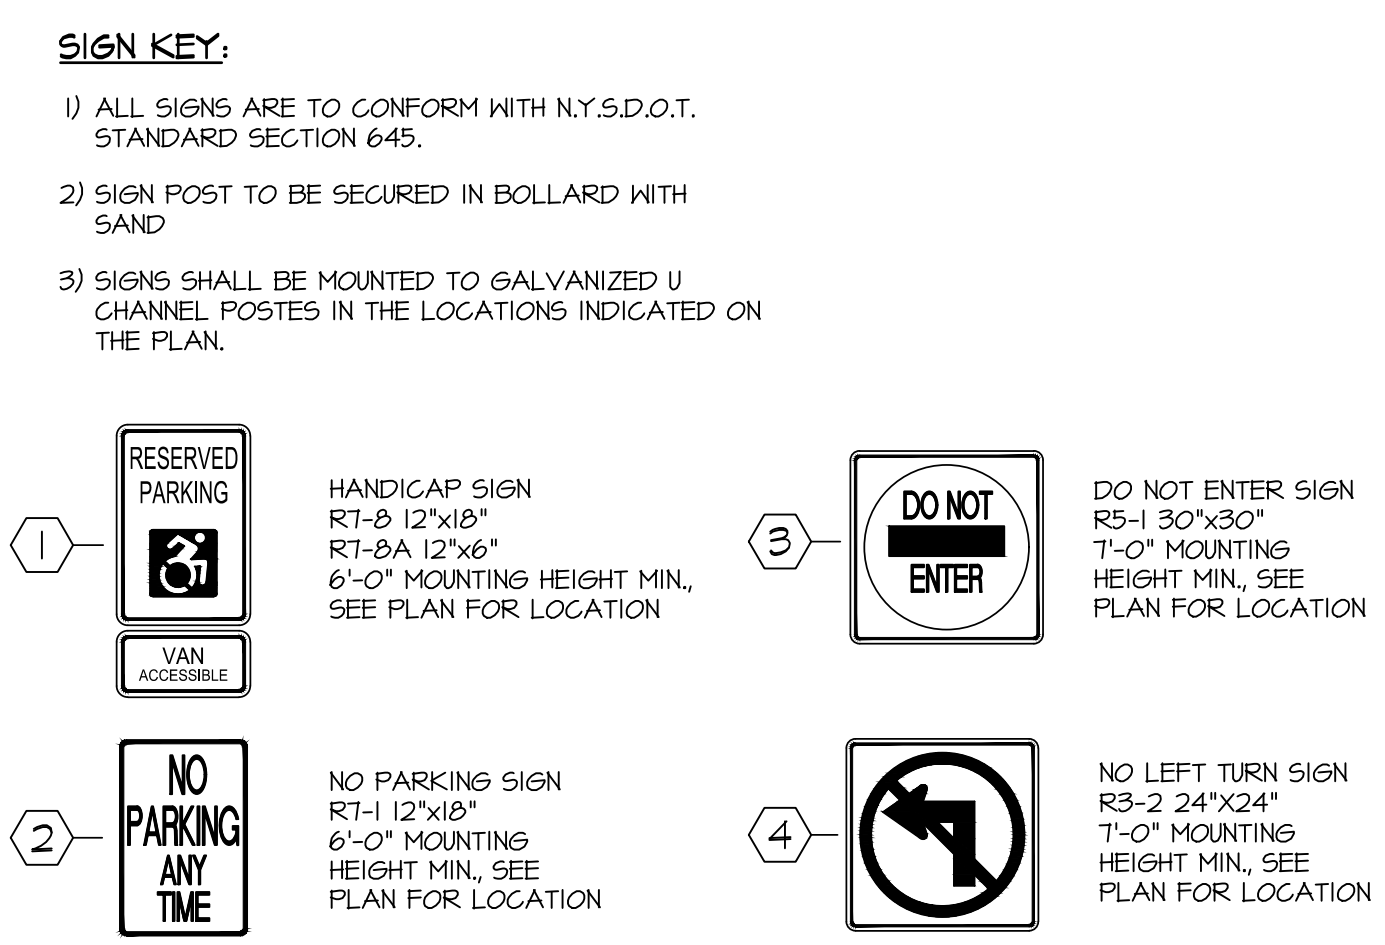 SIGN KEY:
1) ALL SIGNS ARE TO CONFORM WITH N.Y.S.D.O.T.
STANDARD SECTION 645.
2) SIGN POST TO BE SECURED IN BOLLARD WITH
SAND
3) SIGNS SHALL BE MOUNTED TO GALVANIZED U
CHANNEL POSTES IN THE LOCATIONS INDICATED ON
THE PLAN.
1
RESERVED
PARKING
VAN
ACCESSIBLE
HANDICAP SIGN
R7-8 12"x18"
R7-8A 12"x6"
6'-0" MOUNTING HEIGHT MIN.,
SEE PLAN FOR LOCATION
3
DO NOT
ENTER
DO NOT ENTER SIGN
R5-1 30"x30"
7'-0" MOUNTING
HEIGHT MIN., SEE
PLAN FOR LOCATION
2
NO
PARKING
ANY
TIME
NO PARKING SIGN
R7-1 12"x18"
6'-0" MOUNTING
HEIGHT MIN., SEE
PLAN FOR LOCATION
4
NO LEFT TURN SIGN
R3-2 24"X24"
7'-0" MOUNTING
HEIGHT MIN., SEE
PLAN FOR LOCATION